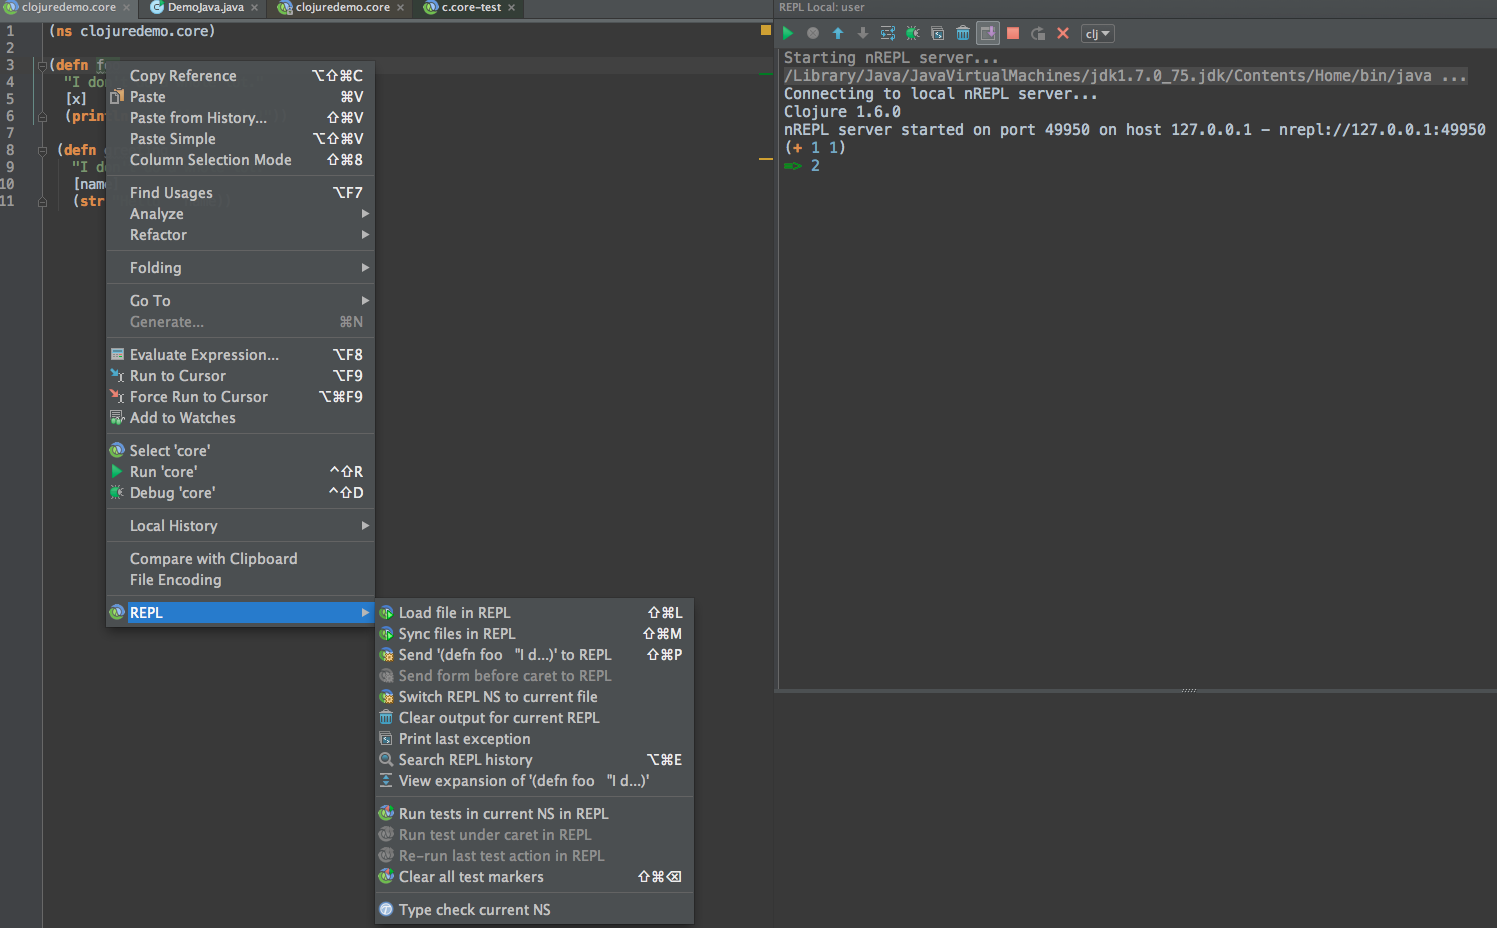 clojuredemo.core
DemoJava.java
clojuredemo.core
c.core-test
1 (ns clojuredemo.core)
2
3 (defn f
4 "I do
5 [x]
6 (prin
7
8 (defn
9 "I d
10 [nam
11 (str
Copy Reference ⌥⇧⌘C
Paste ⌘V
Paste from History... ⇧⌘V
Paste Simple ⌥⇧⌘V
Column Selection Mode ⇧⌘8
Find Usages ⌥F7
Analyze
Refactor
Folding
Go To
Generate... ⌘N
Evaluate Expression... ⌥F8
Run to Cursor ⌥F9
Force Run to Cursor ⌥⌘F9
Add to Watches
Select 'core'
Run 'core' ^⇧R
Debug 'core' ^⇧D
Local History
Compare with Clipboard
File Encoding
REPL
Load file in REPL ⇧⌘L
Sync files in REPL ⇧⌘M
Send '(defn foo "I d...)' to REPL ⇧⌘P
Send form before caret to REPL
Switch REPL NS to current file
Clear output for current REPL
Print last exception
Search REPL history ⌥⌘E
View expansion of '(defn foo "I d...)'
Run tests in current NS in REPL
Run test under caret in REPL
Re-run last test action in REPL
Clear all test markers ⇧⌘⌫
Type check current NS
REPL Local: user
clj
Starting nREPL server...
/Library/Java/JavaVirtualMachines/jdk1.7.0_75.jdk/Contents/Home/bin/java ...
Connecting to local nREPL server...
Clojure 1.6.0
nREPL server started on port 49950 on host 127.0.0.1 - nrepl://127.0.0.1:49950
(+ 1 1)
2